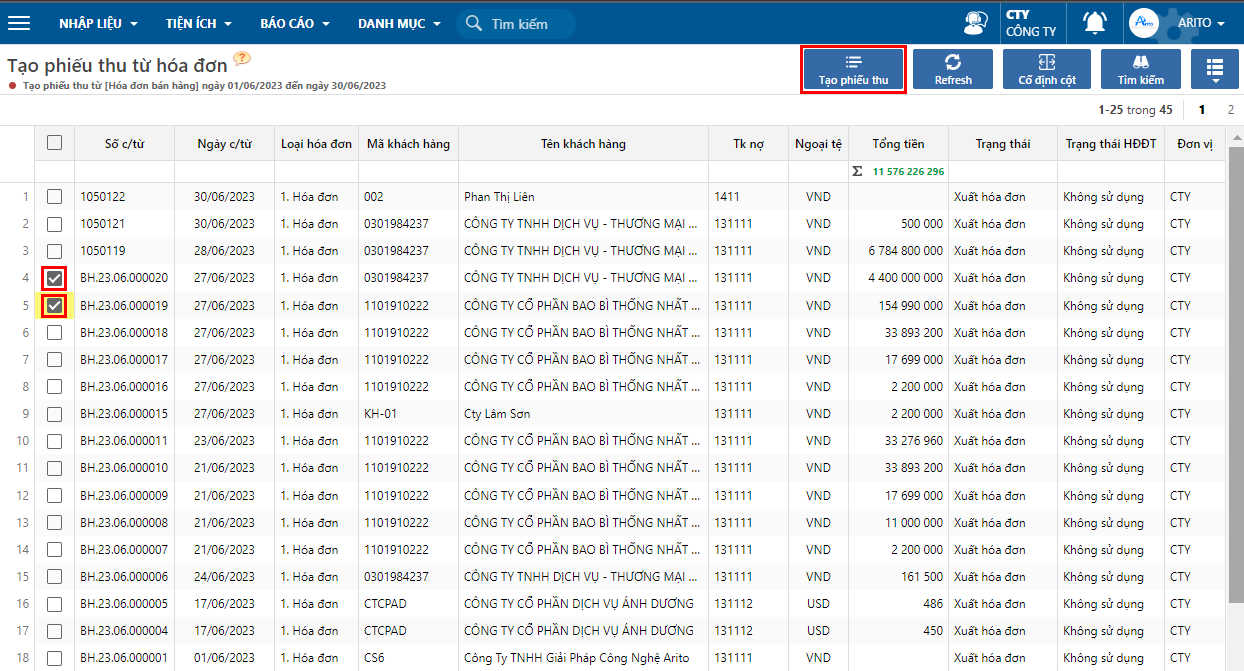 NHẬP LIỆU TIỆN ÍCH BÁO CÁO DANH MỤC Tìm kiếm CTY CÔNG TY Arito ARITO
Tạo phiếu thu từ hóa đơn ?
Tạo phiếu thu từ [Hóa đơn bán hàng] ngày 01/06/2023 đến ngày 30/06/2023
Tạo phiếu thu Refresh Cố định cột Tìm kiếm
1-25 trong 45 1 2
Số c/từ Ngày c/từ Loại hóa đơn Mã khách hàng Tên khách hàng Tk nợ Ngoại tệ Tổng tiền Trạng thái Trạng thái HĐĐT Đơn vị
Σ 11 576 226 296
1 1050122 30/06/2023 1. Hóa đơn 002 Phan Thị Liên 1411 VND Xuất hóa đơn Không sử dụng CTY
2 1050121 30/06/2023 1. Hóa đơn 0301984237 CÔNG TY TNHH DỊCH VỤ - THƯƠNG MẠI ... 131111 VND 500 000 Xuất hóa đơn Không sử dụng CTY
3 1050119 28/06/2023 1. Hóa đơn 0301984237 CÔNG TY TNHH DỊCH VỤ - THƯƠNG MẠI ... 131111 VND 6 784 800 000 Xuất hóa đơn Không sử dụng CTY
4 BH.23.06.000020 27/06/2023 1. Hóa đơn 0301984237 CÔNG TY TNHH DỊCH VỤ - THƯƠNG MẠI ... 131111 VND 4 400 000 000 Xuất hóa đơn Không sử dụng CTY
5 BH.23.06.000019 27/06/2023 1. Hóa đơn 1101910222 CÔNG TY CỔ PHẦN BAO BÌ THỐNG NHẤT ... 131111 VND 154 990 000 Xuất hóa đơn Không sử dụng CTY
6 BH.23.06.000018 27/06/2023 1. Hóa đơn 1101910222 CÔNG TY CỔ PHẦN BAO BÌ THỐNG NHẤT ... 131111 VND 33 893 200 Xuất hóa đơn Không sử dụng CTY
7 BH.23.06.000017 27/06/2023 1. Hóa đơn 1101910222 CÔNG TY CỔ PHẦN BAO BÌ THỐNG NHẤT ... 131111 VND 17 699 000 Xuất hóa đơn Không sử dụng CTY
8 BH.23.06.000016 27/06/2023 1. Hóa đơn 1101910222 CÔNG TY CỔ PHẦN BAO BÌ THỐNG NHẤT ... 131111 VND 2 200 000 Xuất hóa đơn Không sử dụng CTY
9 BH.23.06.000015 27/06/2023 1. Hóa đơn KH-01 Cty Lâm Sơn 131111 VND 2 200 000 Xuất hóa đơn Không sử dụng CTY
10 BH.23.06.000011 23/06/2023 1. Hóa đơn 1101910222 CÔNG TY CỔ PHẦN BAO BÌ THỐNG NHẤT ... 131111 VND 33 276 960 Xuất hóa đơn Không sử dụng CTY
11 BH.23.06.000010 21/06/2023 1. Hóa đơn 1101910222 CÔNG TY CỔ PHẦN BAO BÌ THỐNG NHẤT ... 131111 VND 33 893 200 Xuất hóa đơn Không sử dụng CTY
12 BH.23.06.000009 21/06/2023 1. Hóa đơn 1101910222 CÔNG TY CỔ PHẦN BAO BÌ THỐNG NHẤT ... 131111 VND 17 699 000 Xuất hóa đơn Không sử dụng CTY
13 BH.23.06.000008 21/06/2023 1. Hóa đơn 1101910222 CÔNG TY CỔ PHẦN BAO BÌ THỐNG NHẤT ... 131111 VND 11 000 000 Xuất hóa đơn Không sử dụng CTY
14 BH.23.06.000007 21/06/2023 1. Hóa đơn 1101910222 CÔNG TY CỔ PHẦN BAO BÌ THỐNG NHẤT ... 131111 VND 2 200 000 Xuất hóa đơn Không sử dụng CTY
15 BH.23.06.000006 24/06/2023 1. Hóa đơn 0301984237 CÔNG TY TNHH DỊCH VỤ - THƯƠNG MẠI ... 131111 VND 161 500 Xuất hóa đơn Không sử dụng CTY
16 BH.23.06.000005 17/06/2023 1. Hóa đơn CTCPAD CÔNG TY CỔ PHẦN DỊCH VỤ ÁNH DƯƠNG 131112 USD 486 Xuất hóa đơn Không sử dụng CTY
17 BH.23.06.000004 17/06/2023 1. Hóa đơn CTCPAD CÔNG TY CỔ PHẦN DỊCH VỤ ÁNH DƯƠNG 131112 USD 450 Xuất hóa đơn Không sử dụng CTY
18 BH.23.06.000001 01/06/2023 1. Hóa đơn CS6 Công Ty TNHH Giải Pháp Công Nghệ Arito 131111 VND Xuất hóa đơn Không sử dụng CTY